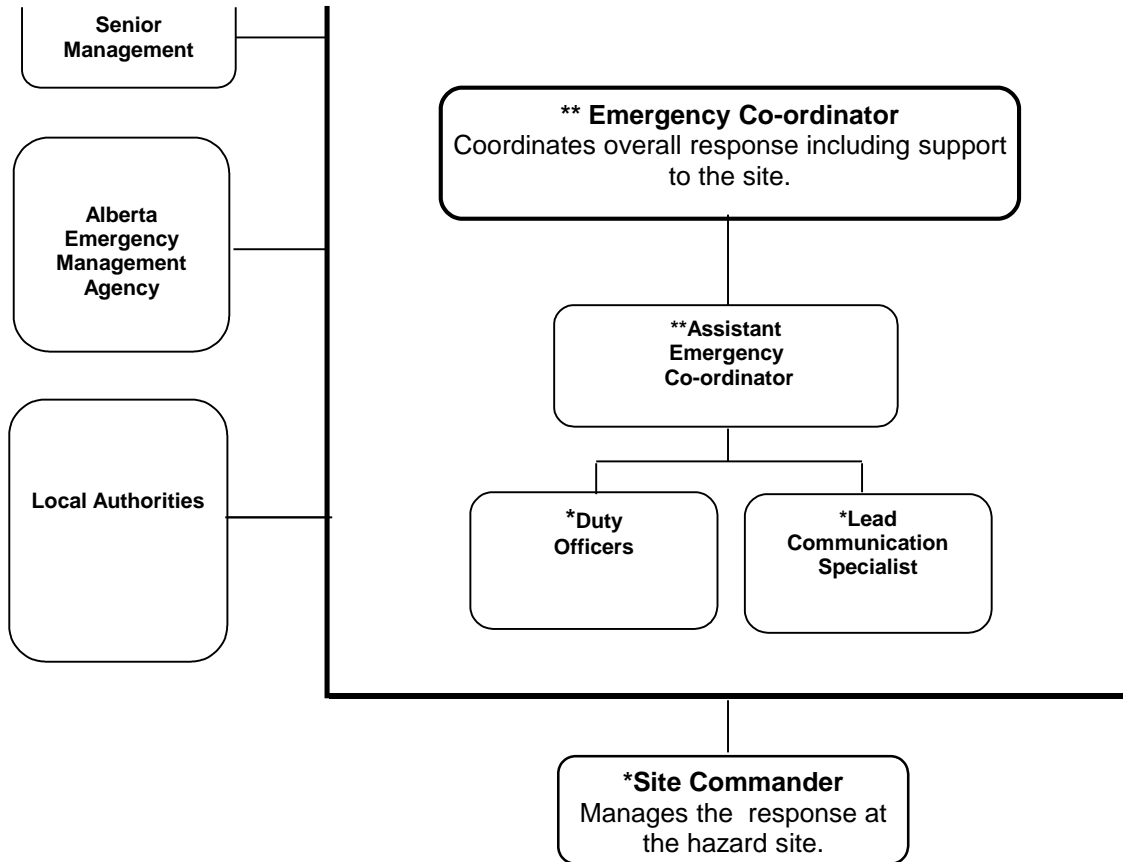 Senior
Management
** Emergency Co-ordinator
Coordinates overall response including support
to the site.
Alberta
Emergency
Management
Agency
**Assistant
Emergency
Co-ordinator
Local Authorities
*Duty
Officers
*Lead
Communication
Specialist
*Site Commander
Manages the response at
the hazard site.